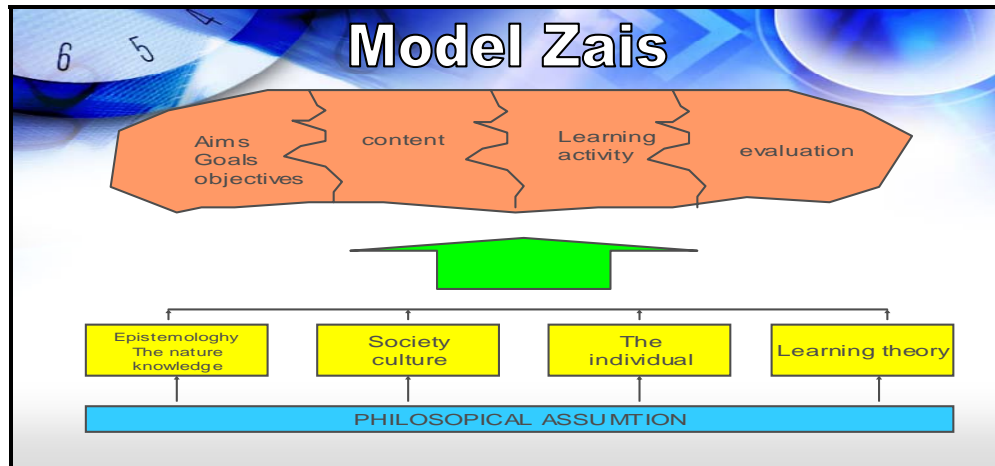 6 5 4
Model Zais
Aims
Goals
objectives
content
Learning
activity
evaluation
Epistemologhy
The nature
knowledge
Society
culture
The
individual
Learning theory
PHILOSOPICAL ASSUMTION